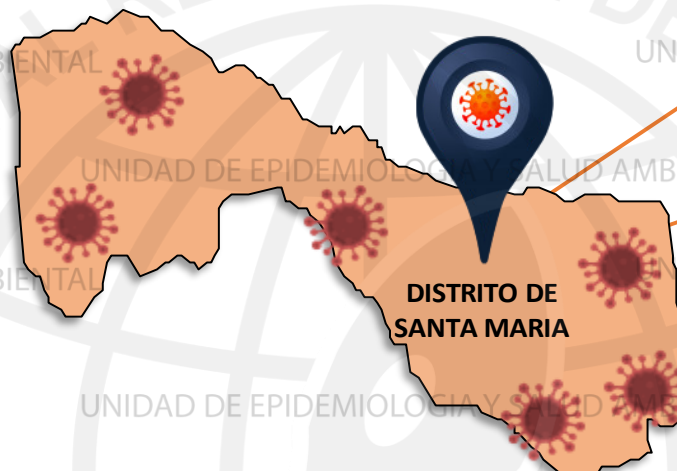 BIENTAL
UN
UNIDAD DE EPIDEMIOLOGIA Y SALUD AMB
BIENTAL
DISTRITO DE
SANTA MARIA
UNIDAD DE EPIDEMIOLOGIA Y SALUD AMB